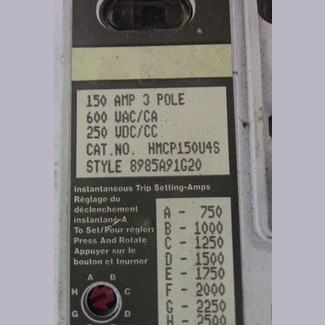 150 AMP 3 POLE
600 VAC/CA
250 VDC/CC
CAT.NO. HMCP150U4S
STYLE 8985A91G20
Instantaneous Trip Setting-Amps
Réglage du
déclenchement
instantané-A
To Set/Pour régler:
Press And Rotate
Appuyer sur le
bouton et tourner
A - 750
B - 1000
C - 1250
D - 1500
E - 1750
F - 2000
G - 2250
H - 2500
A B
H C
G D